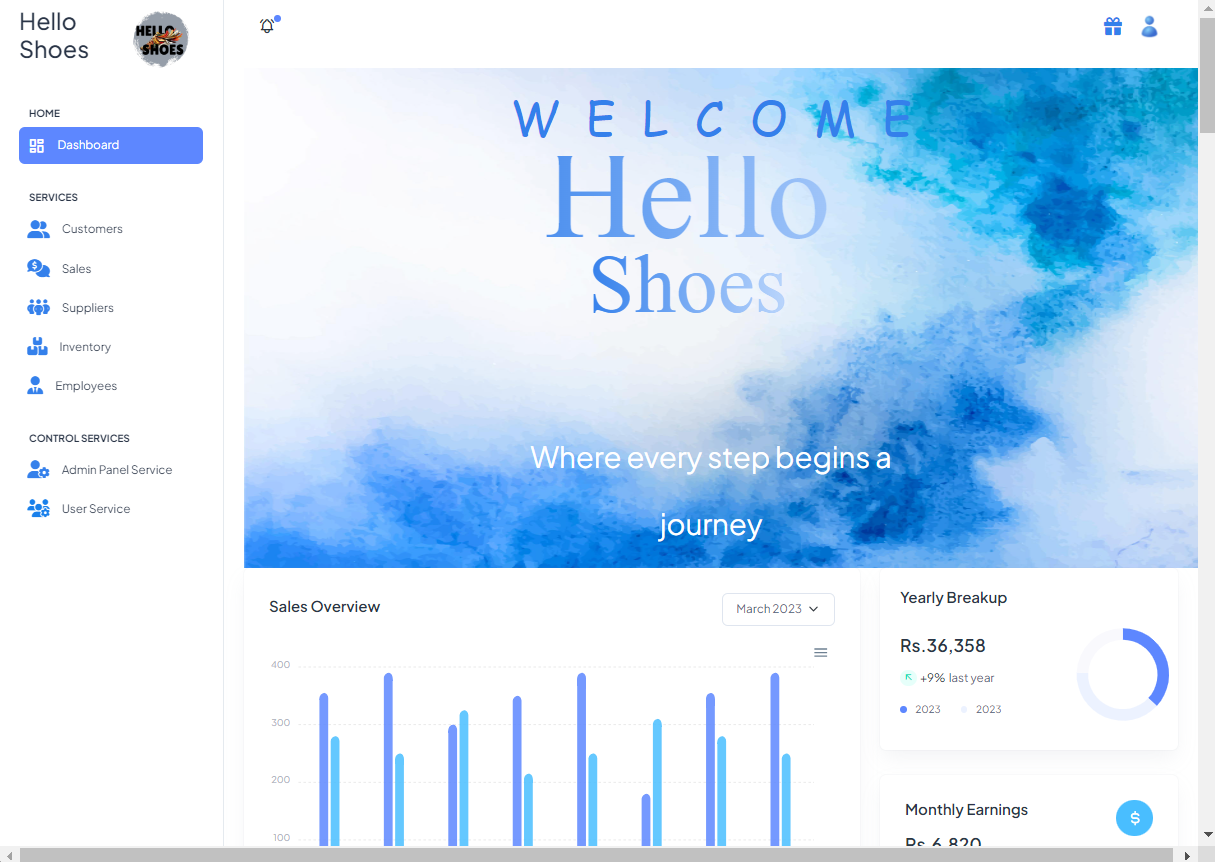 Hello
Shoes
HELLO
SHOES
HOME
Dashboard
SERVICES
Customers
Sales
Suppliers
Inventory
Employees
CONTROL SERVICES
Admin Panel Service
User Service
WELCOME
Hello
Shoes
Where every step begins a
journey
Sales Overview
March 2023
400
300
200
100
Yearly Breakup
Rs.36,358
+9% last year
2023
2023
Monthly Earnings
$
Rs.6,820